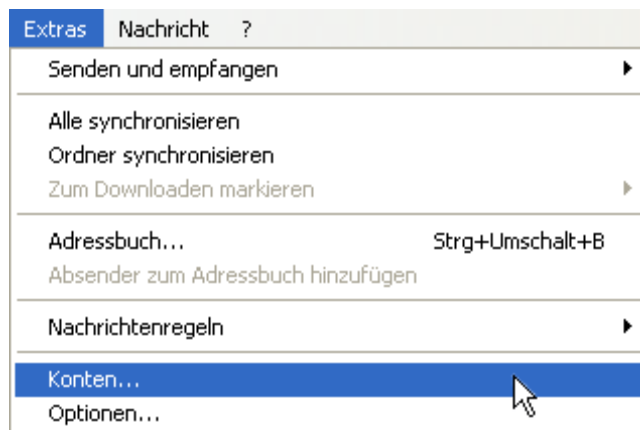 Extras Nachricht ?
Senden und empfangen
Alle synchronisieren
Ordner synchronisieren
Zum Downloaden markieren
Adressbuch... Strg+Umschalt+B
Absender zum Adressbuch hinzufügen
Nachrichtenregeln
Konten...
Optionen...